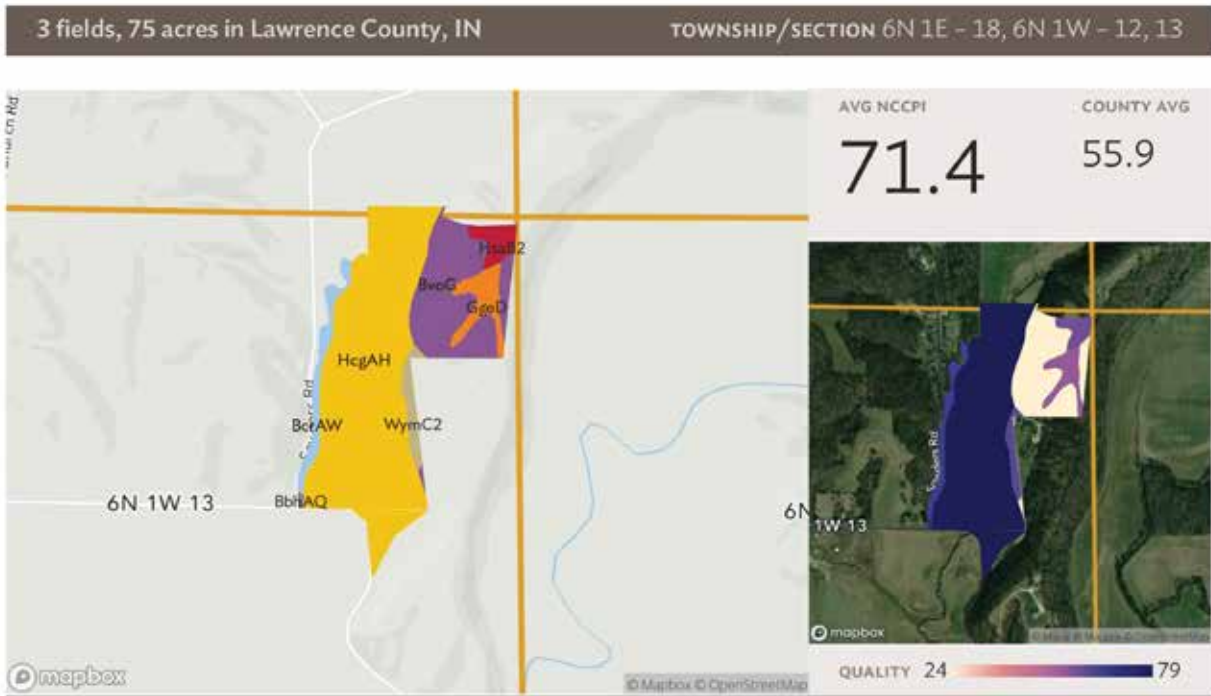 3 fields, 75 acres in Lawrence County, IN
TOWNSHIP/SECTION 6N 1E – 18, 6N 1W – 12, 13
AVG NCCPI
COUNTY AVG
71.4
55.9
HsaB2
BvoG
GgoD
HcgAH
BcrAW
WymC2
6N 1W 13
BbhAQ
6N
1W 13
Rd
mapbox
© Mapbox © OpenStreetMap
mapbox
QUALITY 24
79